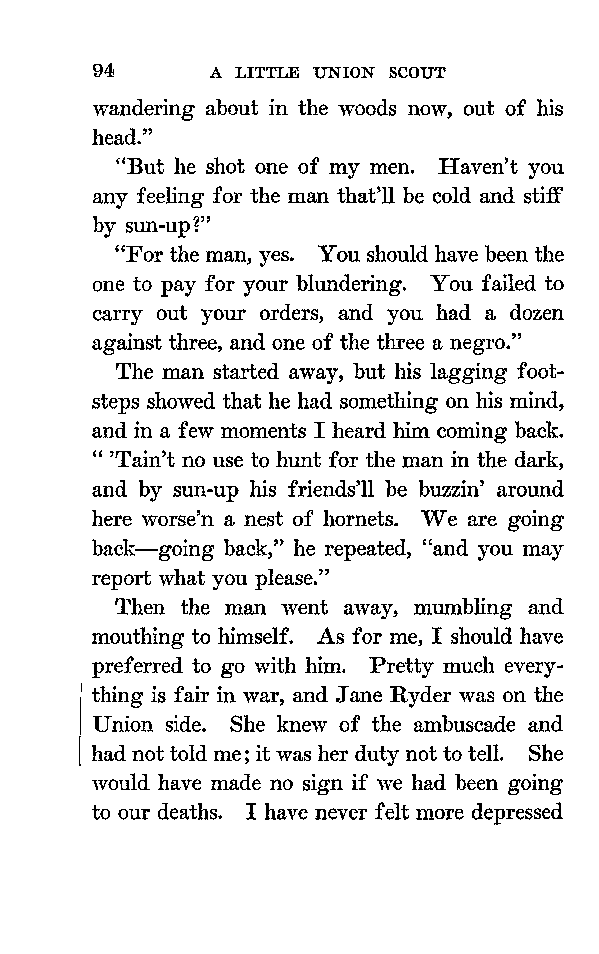 94 A LITTLE UNION SCOUT
wandering about in the woods now, out of his
head.”
“But he shot one of my men. Haven’t you
any feeling for the man that’ll be cold and stiff
by sun-up?”
“For the man, yes. You should have been the
one to pay for your blundering. You failed to
carry out your orders, and you had a dozen
against three, and one of the three a negro.”
The man started away, but his lagging foot-
steps showed that he had something on his mind,
and in a few moments I heard him coming back.
“ ’Tain’t no use to hunt for the man in the dark,
and by sun-up his friends’ll be buzzin’ around
here worse’n a nest of hornets. We are going
back—going back,” he repeated, “and you may
report what you please.”
Then the man went away, mumbling and
mouthing to himself. As for me, I should have
preferred to go with him. Pretty much every-
thing is fair in war, and Jane Ryder was on the
Union side. She knew of the ambuscade and
had not told me; it was her duty not to tell. She
would have made no sign if we had been going
to our deaths. I have never felt more depressed